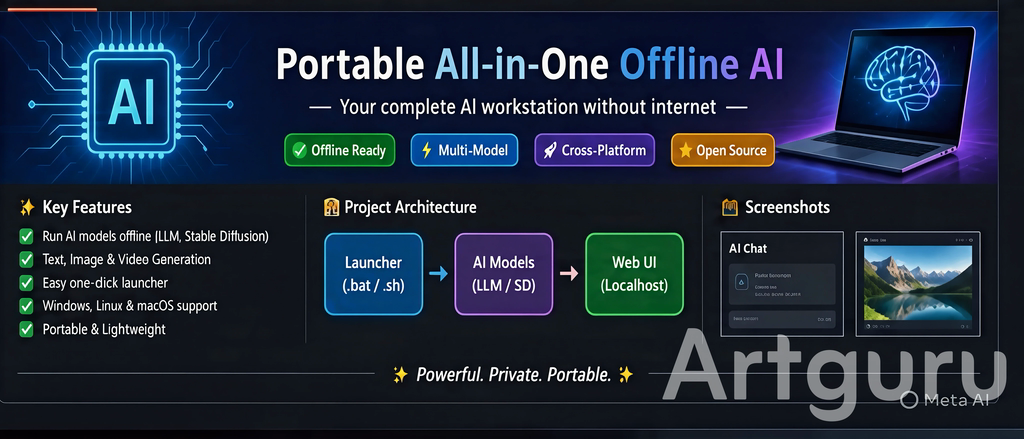 AI
Portable All-in-One Offline AI
Your complete AI workstation without internet
Offline Ready
Multi-Model
Cross-Platform
Open Source
Key Features
Run AI models offline [LLM, Stable Diffusion)
Text, Image & Video Generation
Easy one-dick launcher
Windows, Linux & macOS support
Portable & Lightweight
Project Architecture
Launcher
(.bat / .sh)
AI Models
(LLM / SD)
Web UI
(Localhost)
Screenshots
AI Chat
Powerful. Private. Portable.
Artguru
Meta AI